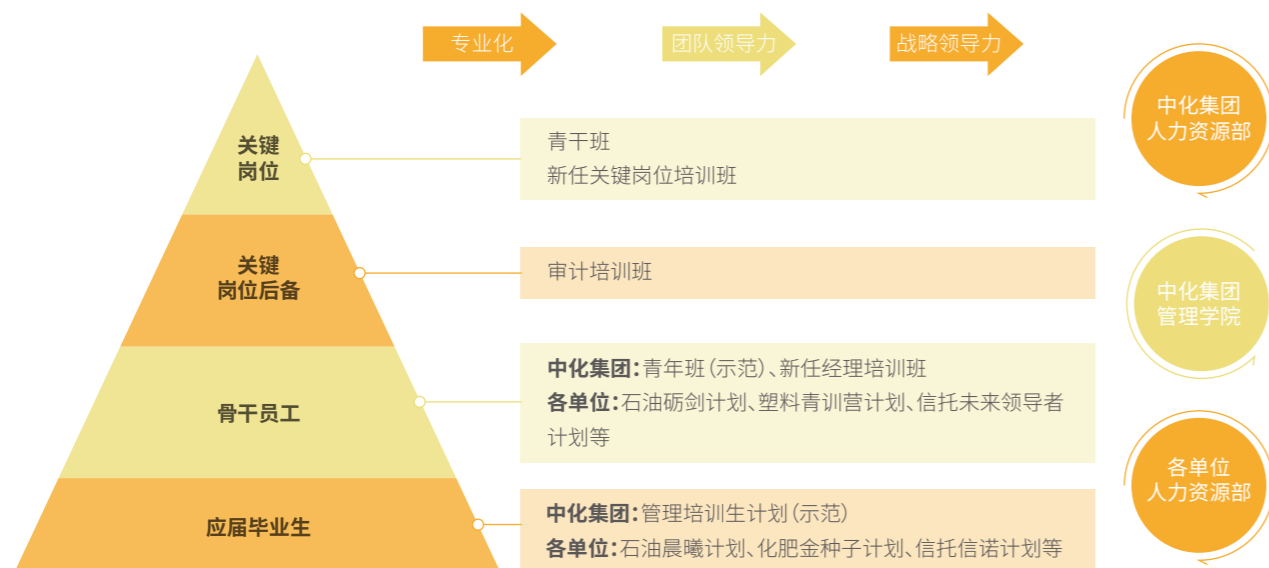 专业化
团队领导力
战略领导力
关键
岗位
青干班
新任关键岗位培训班
中化集团
人力资源部
关键
岗位后备
审计培训班
中化集团
管理学院
骨干员工
中化集团：青年班（示范）、新任经理培训班
各单位：石油砺剑计划、塑料青训营计划、信托未来领导者
计划等
各单位
人力资源部
应届毕业生
中化集团：管理培训生计划（示范）
各单位：石油晨曦计划、化肥金种子计划、信托信诺计划等